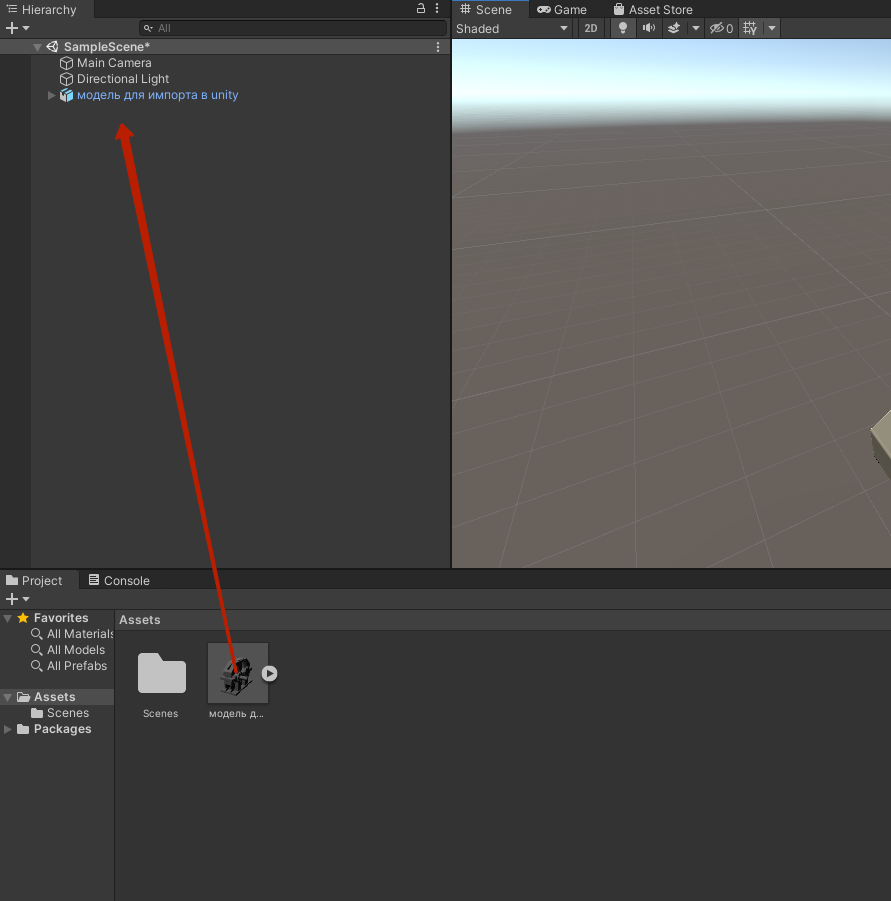 Hierarchy
All
SampleScene*
Main Camera
Directional Light
модель для импорта в unity
Scene
Game
Asset Store
Shaded
2D
0
Project
Console
Favorites
All Materials
All Models
All Prefabs
Assets
Scenes
Packages
Assets
Scenes
модель д...